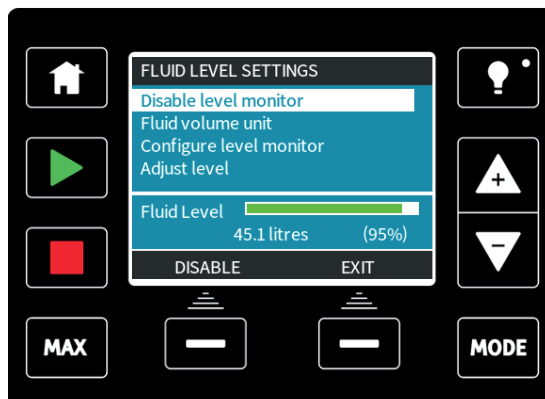 FLUID LEVEL SETTINGS
Disable level monitor
Fluid volume unit
Configure level monitor
Adjust level
Fluid Level
45.1 litres (95%)
DISABLE EXIT
+
−
MAX MODE